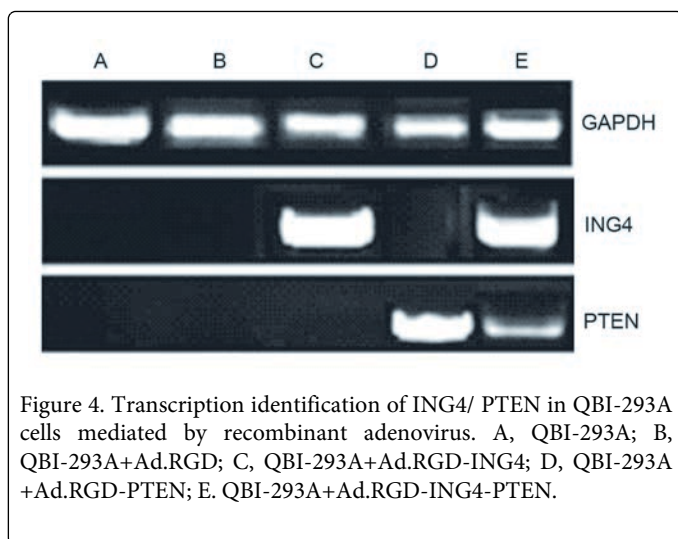 A B C D E
GAPDH
ING4
PTEN
Figure 4. Transcription identification of ING4/ PTEN in QBI-293A
cells mediated by recombinant adenovirus. A, QBI-293A; B,
QBI-293A+Ad.RGD; C, QBI-293A+Ad.RGD-ING4; D, QBI-293A
+Ad.RGD-PTEN; E. QBI-293A+Ad.RGD-ING4-PTEN.